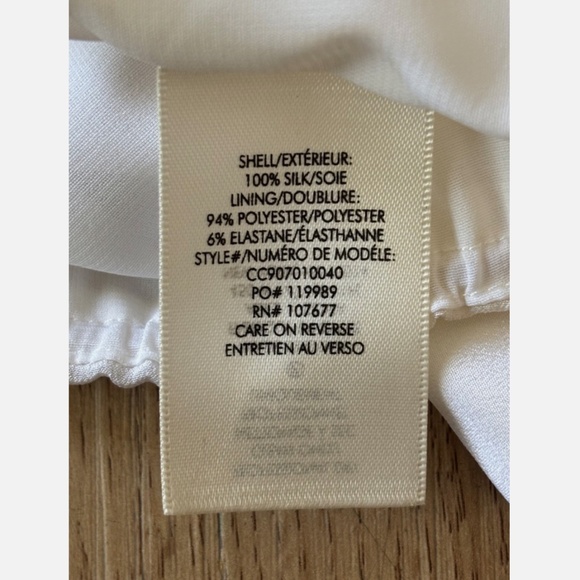 SHELL/EXTÉRIEUR:
100% SILK/SOIE
LINING/DOUBLURE:
94% POLYESTER/POLYESTER
6% ELASTANE/ÉLASTHANNE
STYLE#/NUMÉRO DE MODÉLE:
CC907010040
PO# 119989
RN# 107677
CARE ON REVERSE
ENTRETIEN AU VERSO